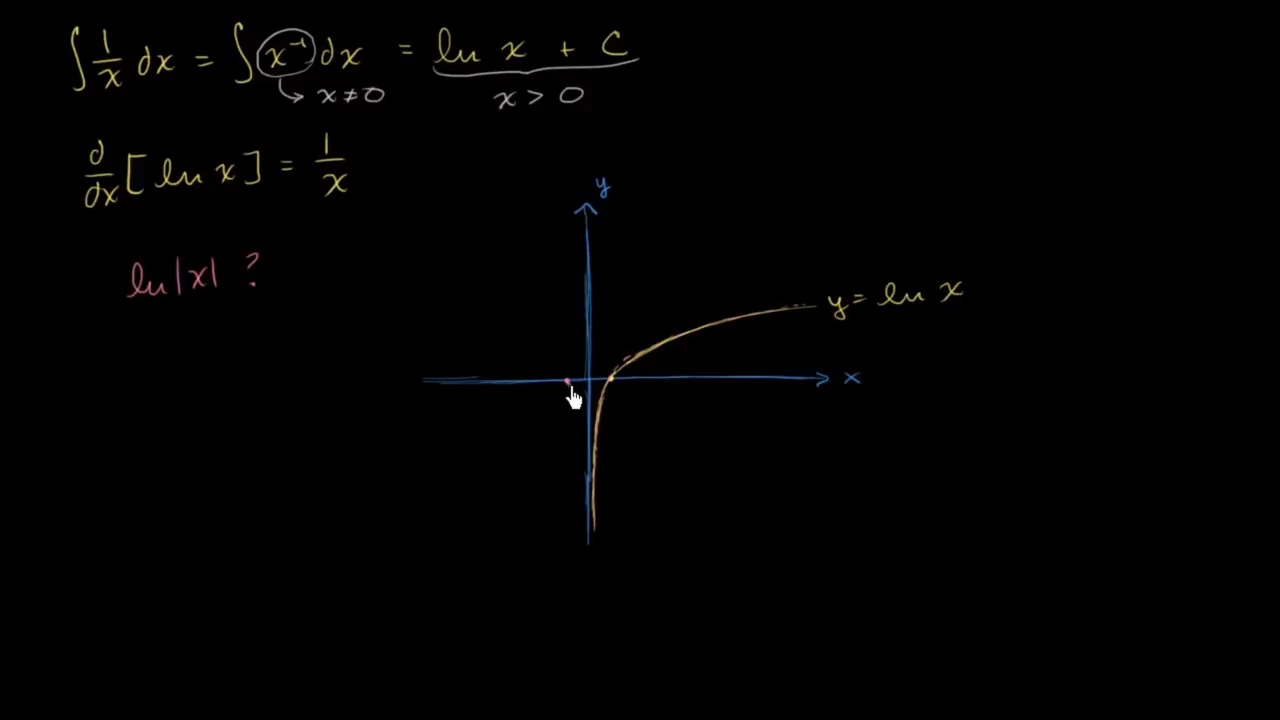 ∫ 1/x dx = ∫ x⁻¹ dx = ln x + C
x ≠ 0
x > 0
d/dx [ln x] = 1/x
y
ln|x| ?
y = ln x
x